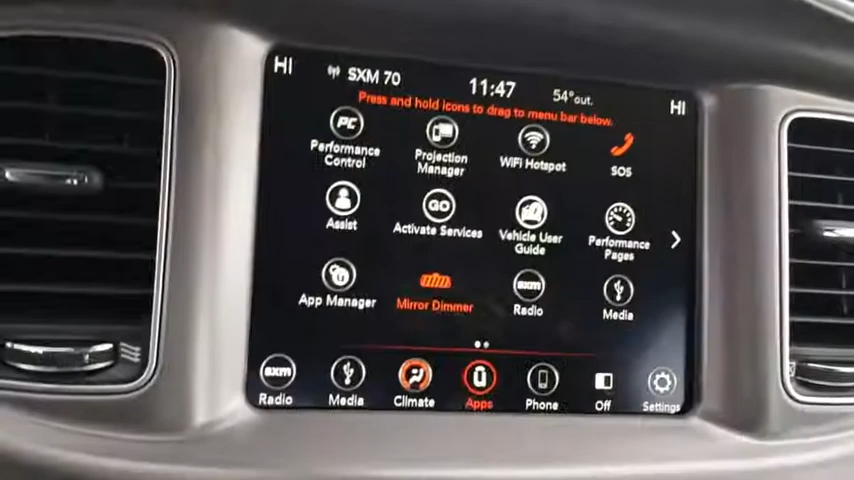 HI SXM 70 11:47 54° out. HI
Press and hold icons to drag to menu bar below.
PC
Performance
Control
Projection
Manager
WiFi Hotspot
SOS
Assist
GO
Activate Services
Vehicle User
Guide
Performance
Pages
App Manager
Mirror Dimmer
sxm
Radio
Media
sxm
Radio
Media
Climate
Apps
Phone
Off
Settings